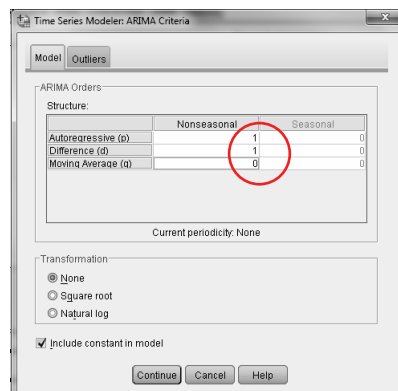 Time Series Modeler: ARIMA Criteria
Model Outliers
ARIMA Orders
Structure:
Nonseasonal Seasonal
Autoregressive (p) 1 0
Difference (d) 1 0
Moving Average (q) 0 0
Current periodicity: None
Transformation
None
Square root
Natural log
Include constant in model
Continue Cancel Help